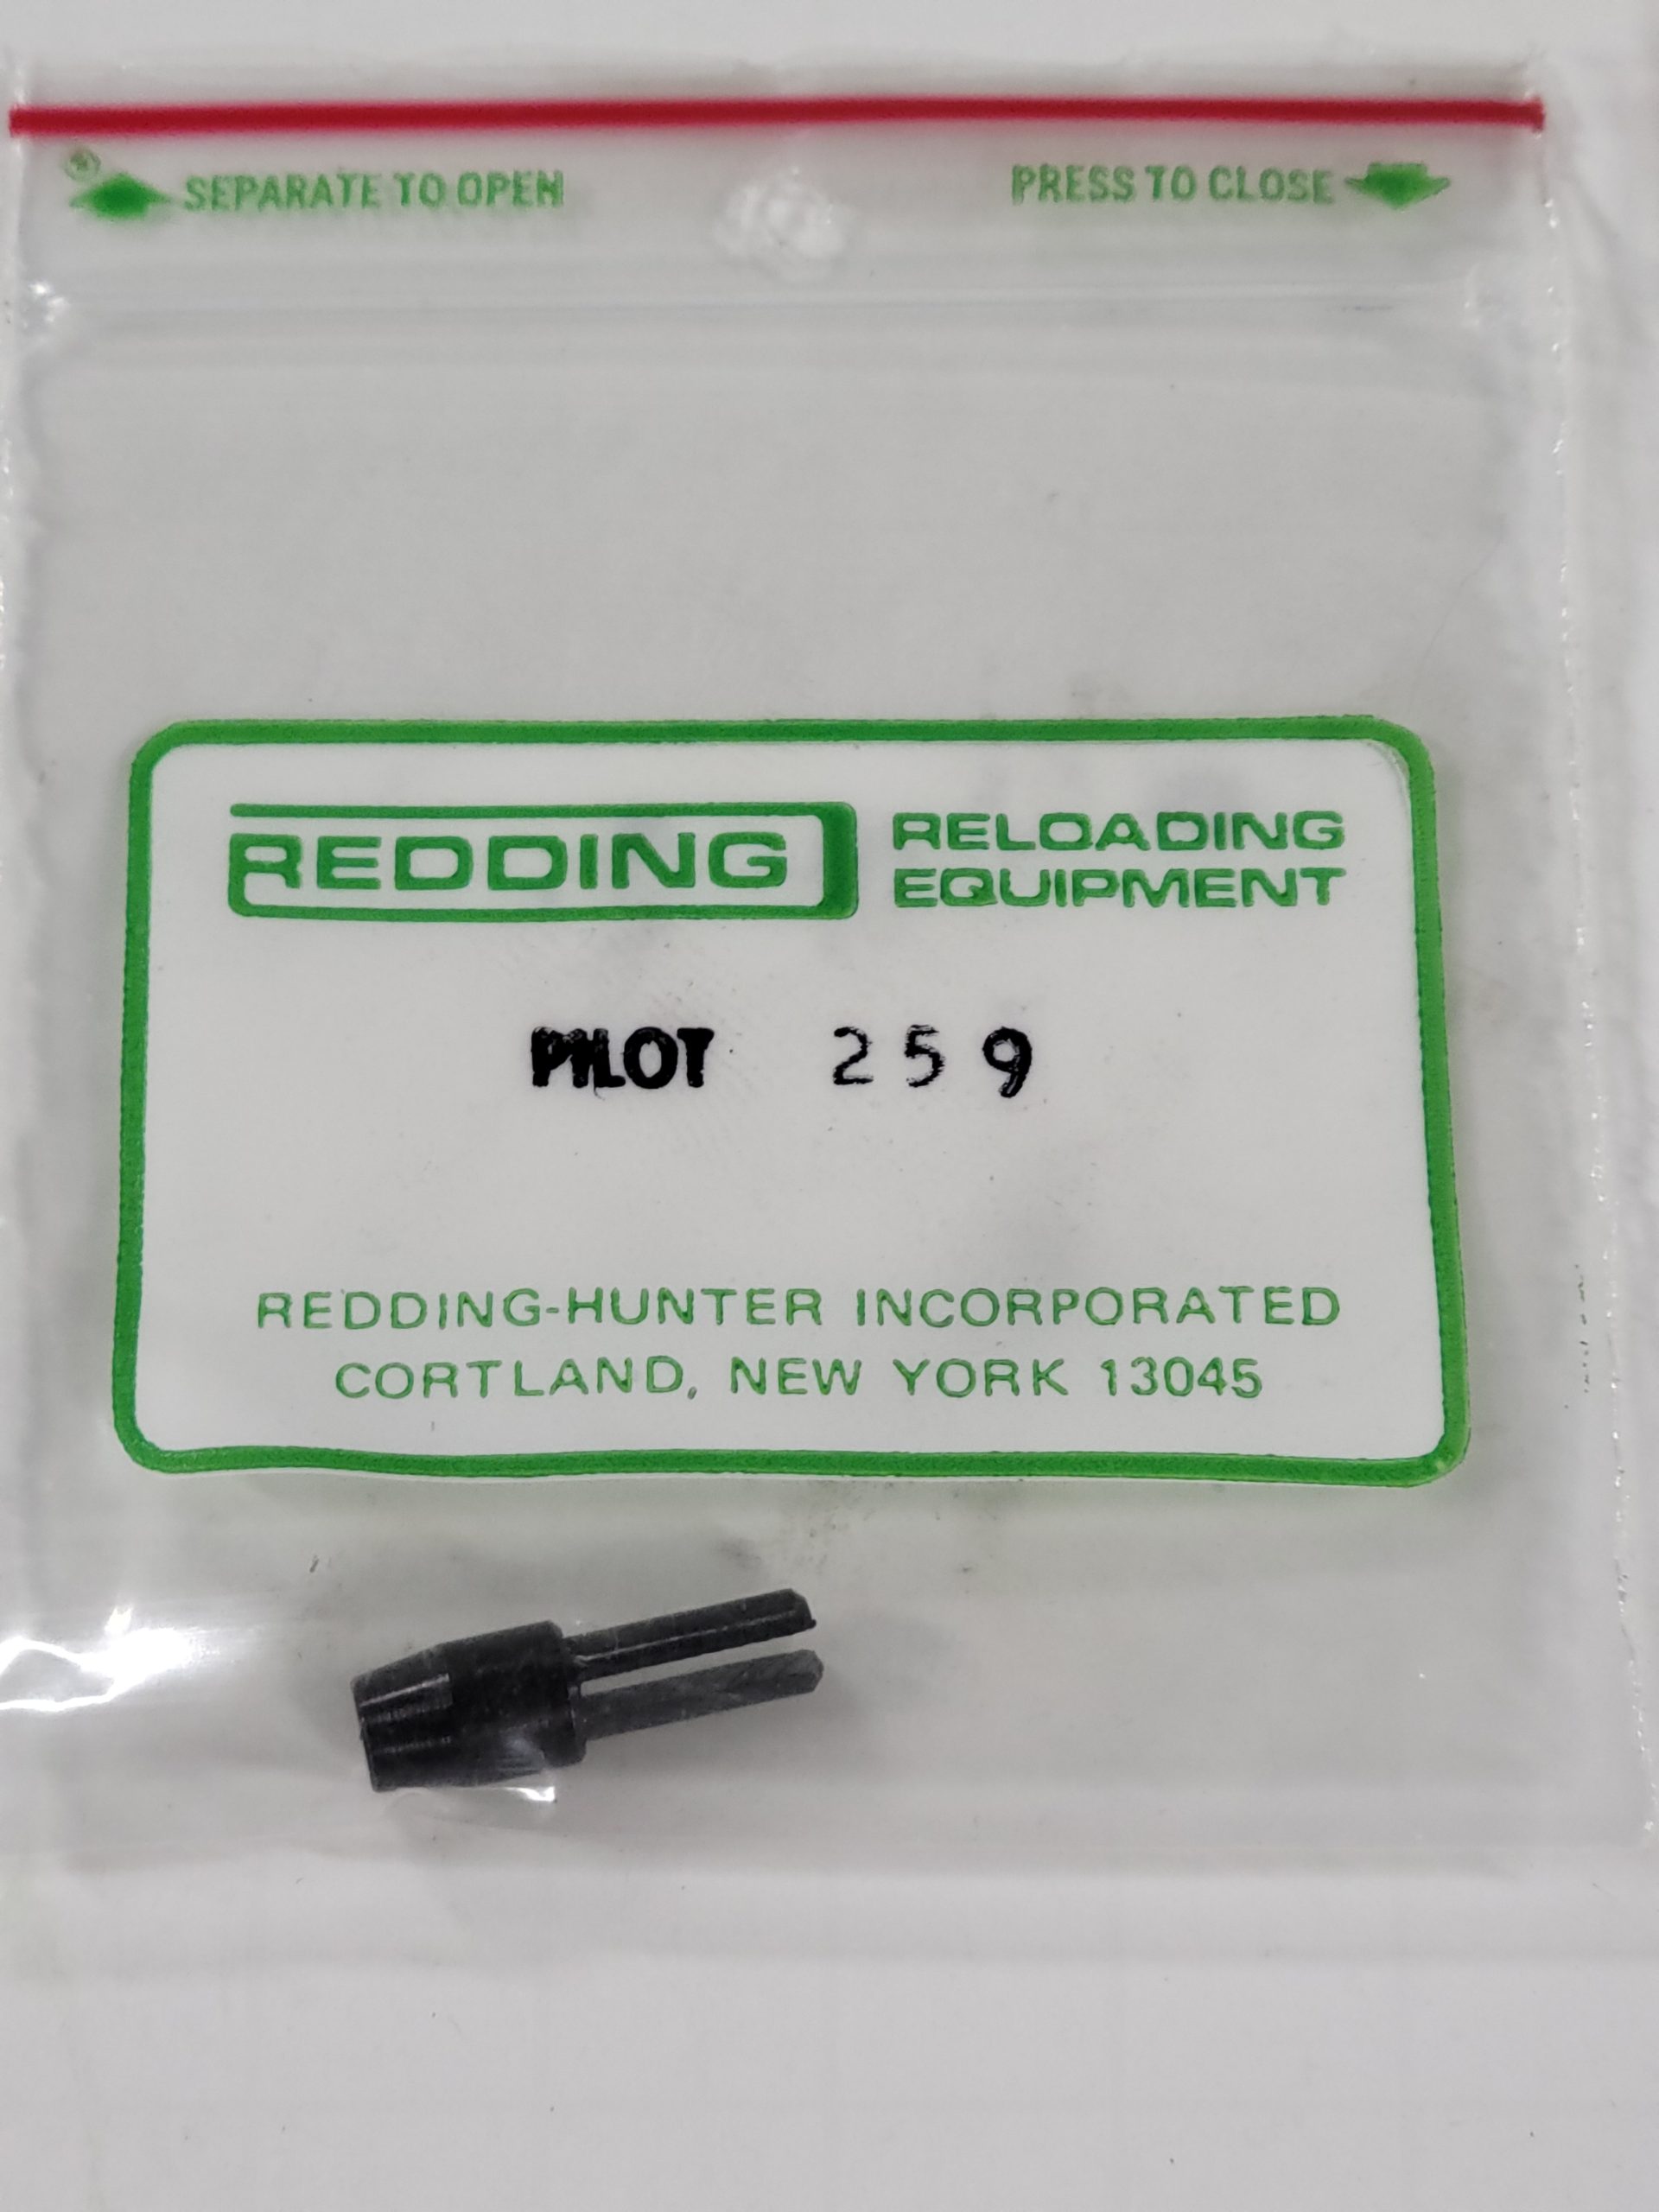 SEPARATE TO OPEN
PRESS TO CLOSE
REDDING
RELOADING
EQUIPMENT
PILOT 259
REDDING-HUNTER INCORPORATED
CORTLAND, NEW YORK 13045